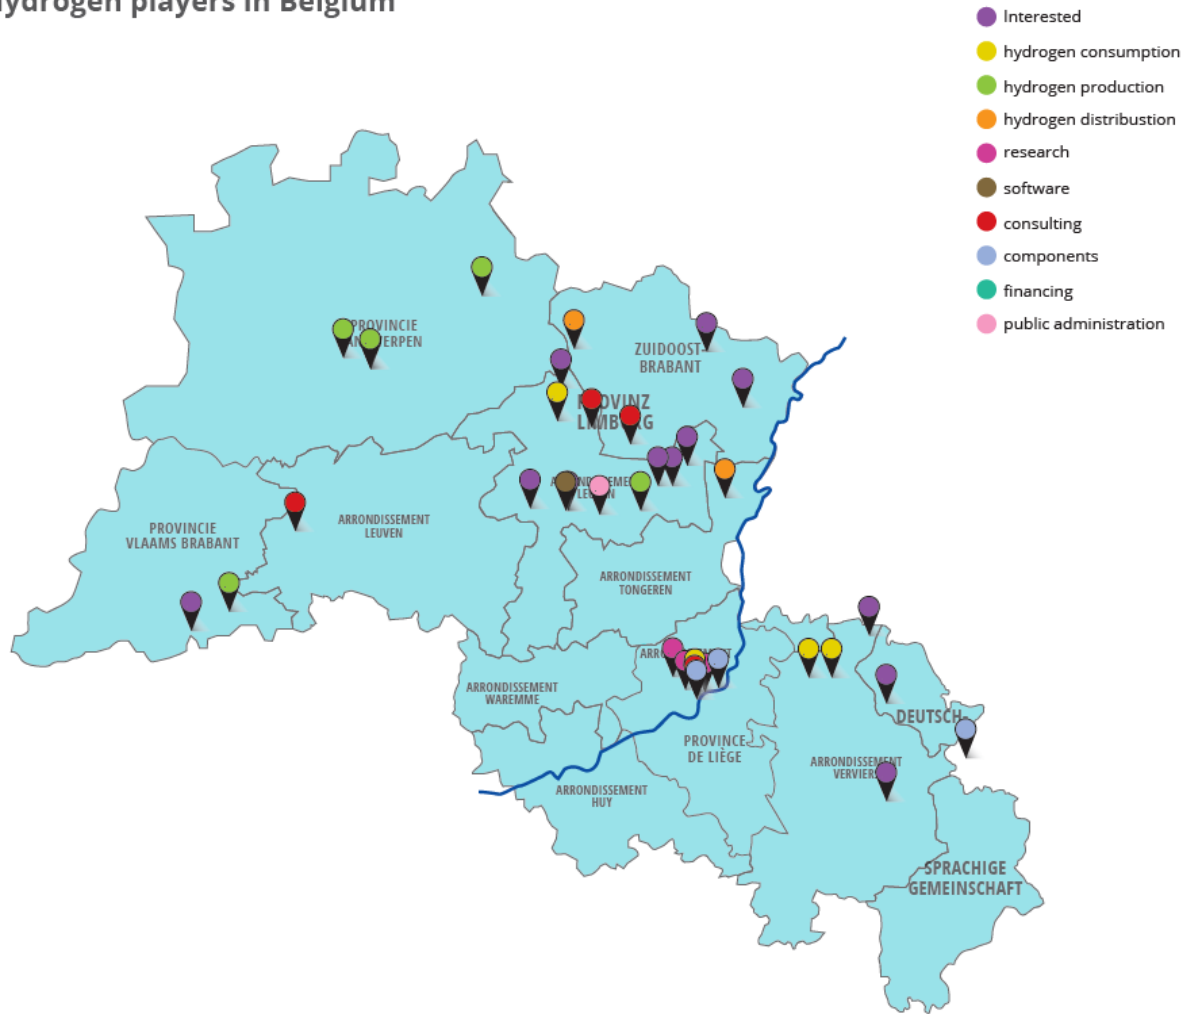 hydrogen players in Belgium
Interested
hydrogen consumption
hydrogen production
hydrogen distribustion
research
software
consulting
components
financing
public administration
PROVINCIE
ZUIDOOST-
BRABANT
PROVINZ
LIMBURG
ARRONDISSEMENT
LEUVEN
PROVINCIE
VLAAMS BRABANT
ARRONDISSEMENT
TONGEREN
ARRONDISSEMENT
WAREMME
PROVINCE
DE LIÈGE
DEUTSCH-
ARRONDISSEMENT
VERVIERS
ARRONDISSEMENT
HUY
SPRACHIGE
GEMEINSCHAFT